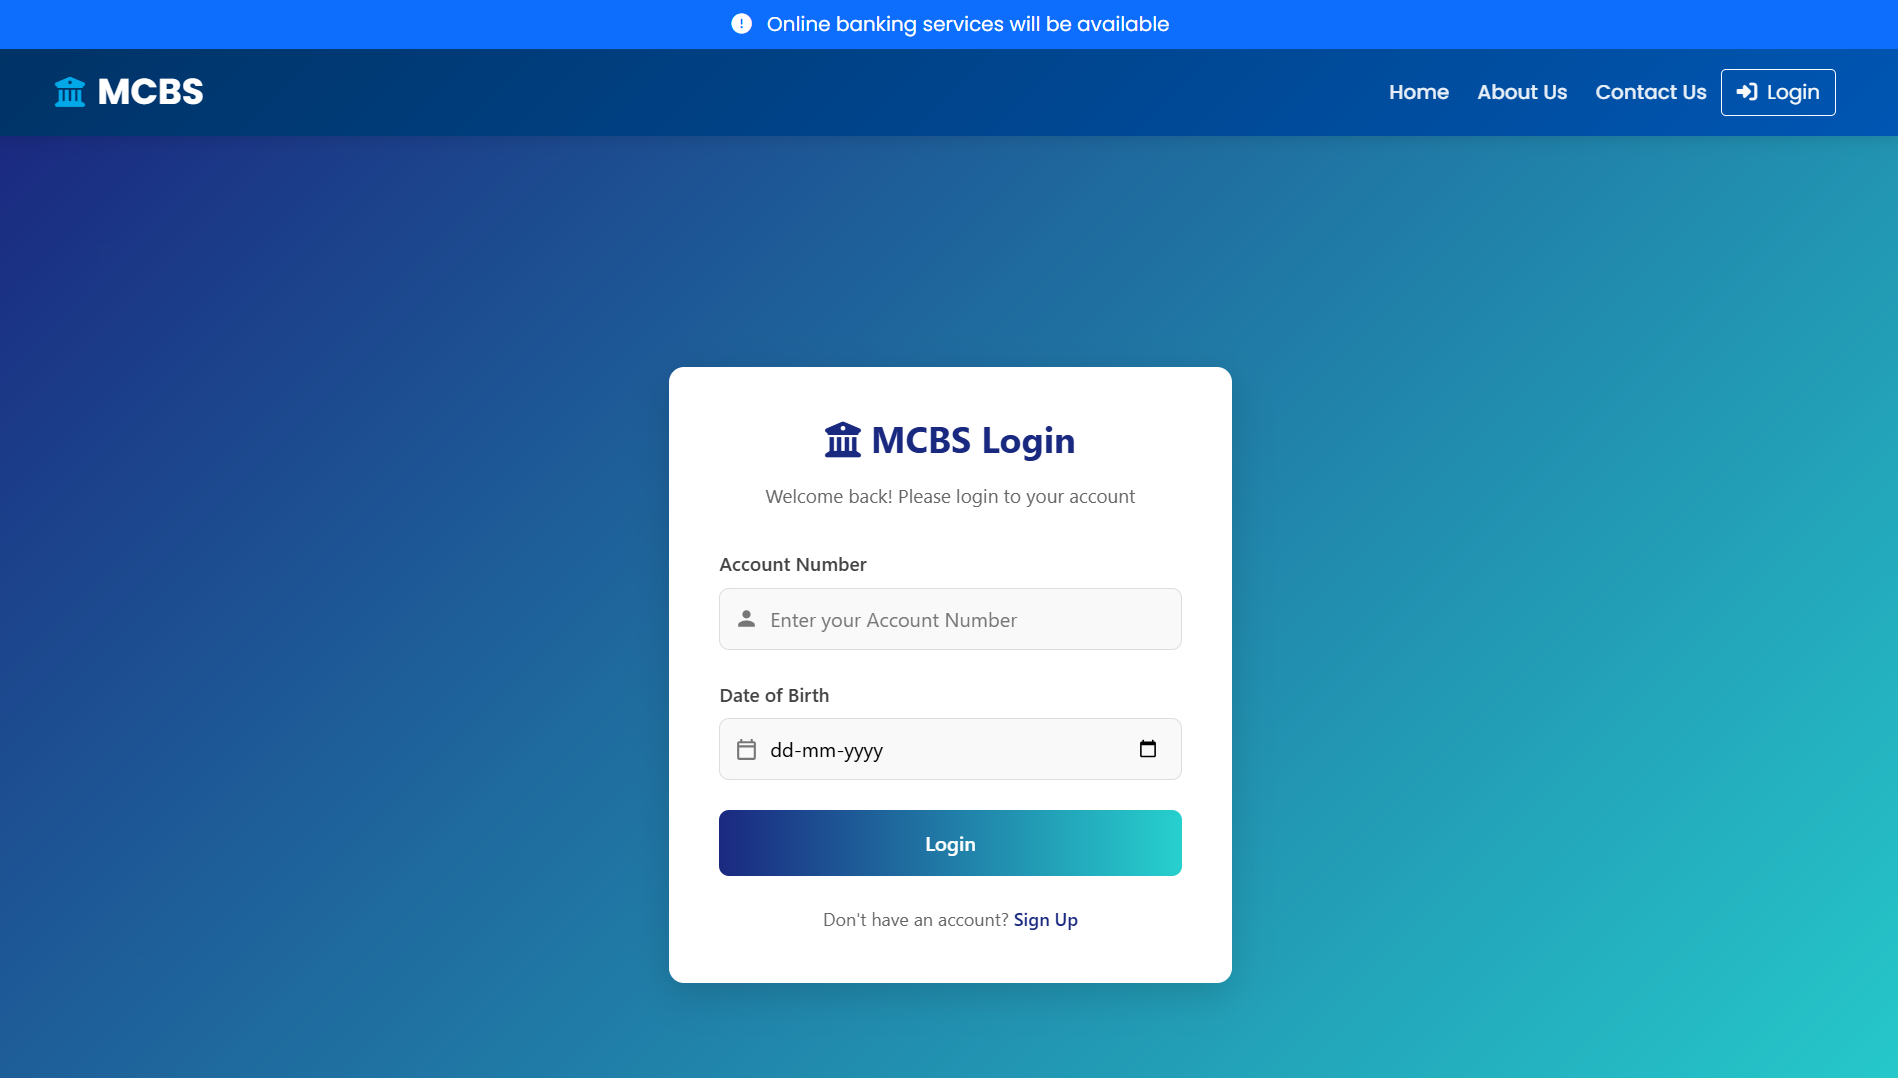 Online banking services will be available
MCBS
Home
About Us
Contact Us
Login
MCBS Login
Welcome back! Please login to your account
Account Number
Enter your Account Number
Date of Birth
dd-mm-yyyy
Login
Don't have an account? Sign Up